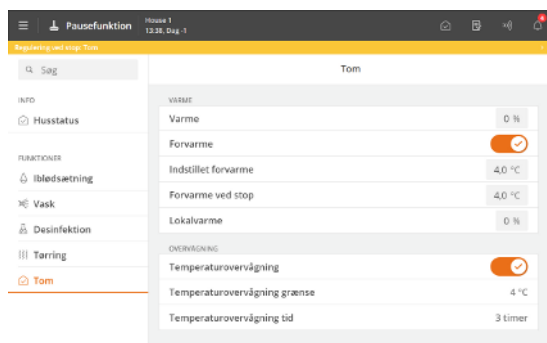 Pausefunktion
House 1
13:38, Dag -1
Regulering ved stop: Tom
Søg
Tom
INFO
Husstatus
FUNKTIONER
Iblødsætning
Vask
Desinfektion
Tørring
Tom
VARME
Varme 0 %
Forvarme
Indstillet forvarme 4,0 °C
Forvarme ved stop 4,0 °C
Lokalvarme 0 %
OVERVÅGNING
Temperaturovervågning
Temperaturovervågning grænse 4 °C
Temperaturovervågning tid 3 timer